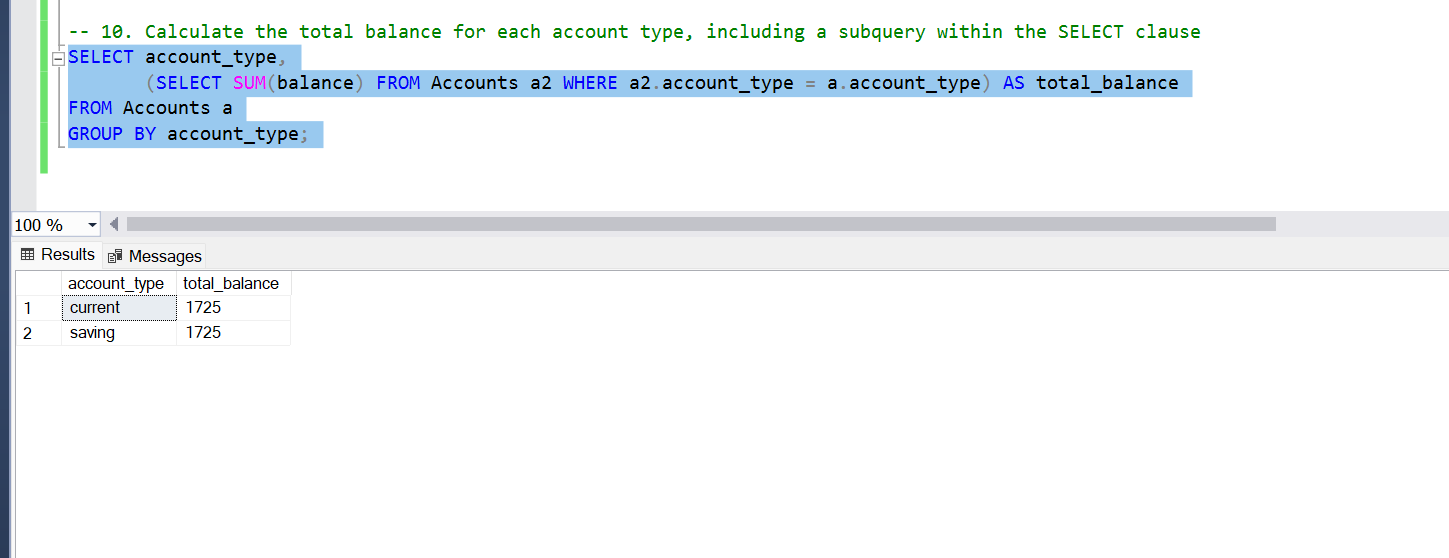 -- 10. Calculate the total balance for each account type, including a subquery within the SELECT clause
SELECT account_type,
(SELECT SUM(balance) FROM Accounts a2 WHERE a2.account_type = a.account_type) AS total_balance
FROM Accounts a
GROUP BY account_type;
100 %
Results Messages
account_type total_balance
1 current 1725
2 saving 1725